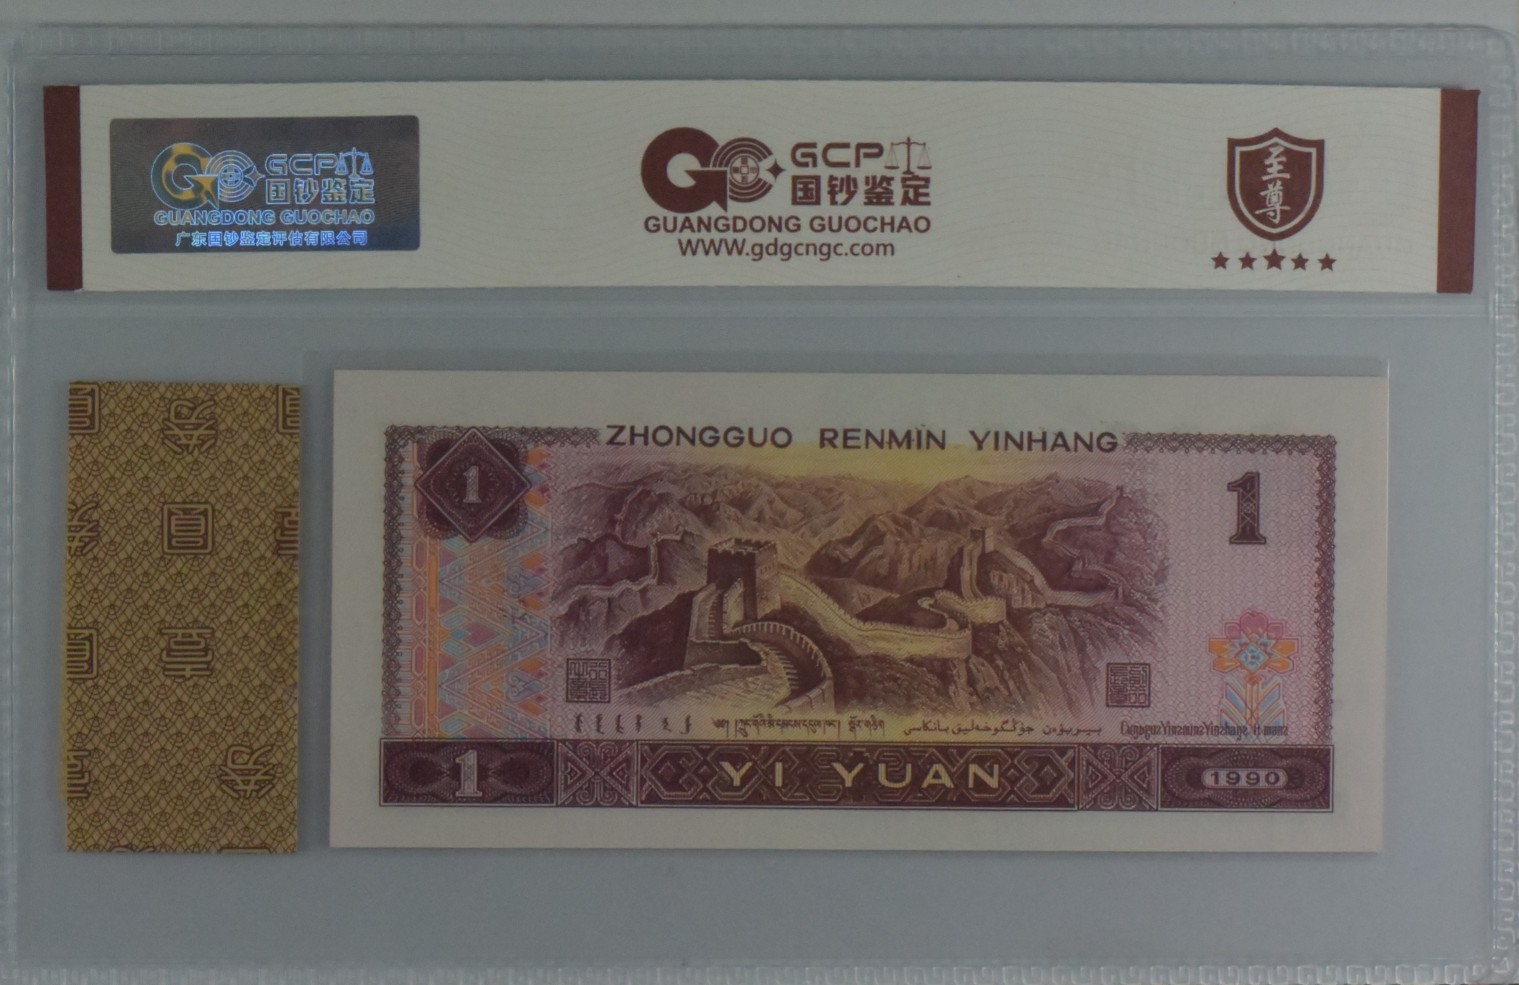 GCP
国钞鉴定
GUANGDONG GUOCHAO
广东国钞鉴定评估有限公司
GCP
国钞鉴定
GUANGDONG GUOCHAO
WWW.gdgcngc.com
至尊
ZHONGGUO RENMIN YINHANG
1
1
1
YI YUAN
1990
圆
壹